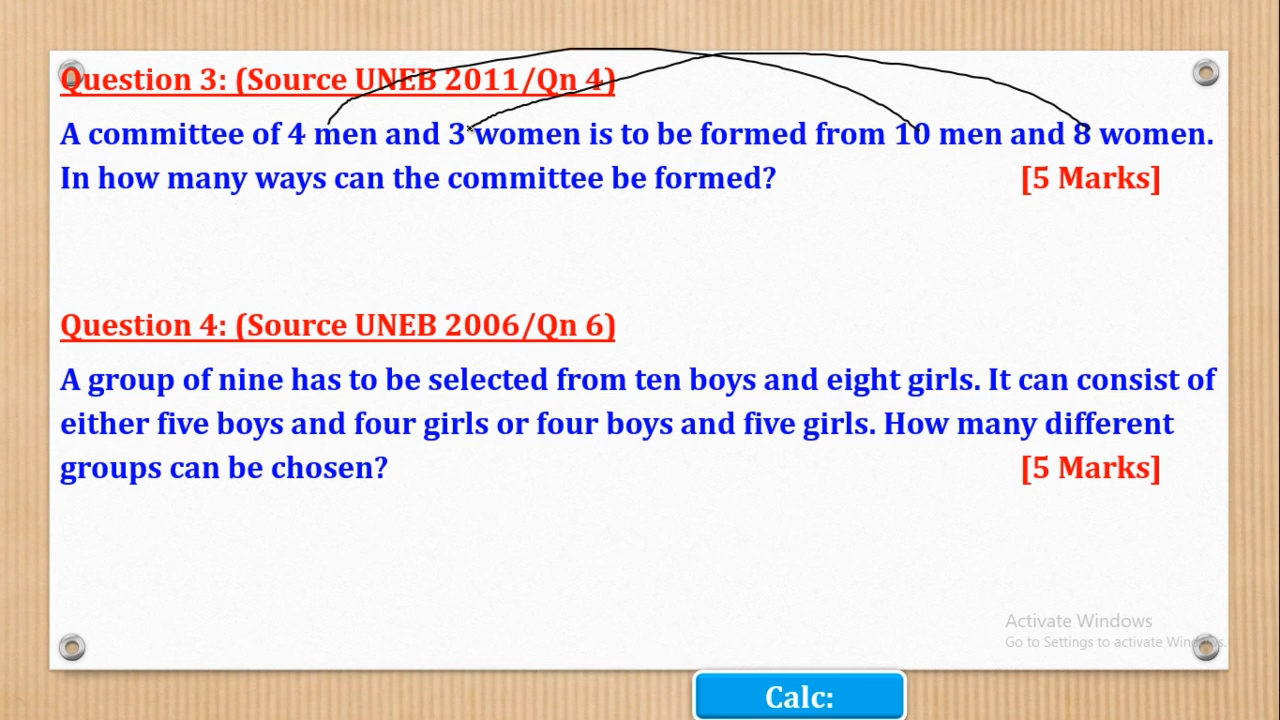 Question 3: (Source UNEB 2011/Qn 4)
A committee of 4 men and 3 women is to be formed from 10 men and 8 women.
In how many ways can the committee be formed? [5 Marks]
Question 4: (Source UNEB 2006/Qn 6)
A group of nine has to be selected from ten boys and eight girls. It can consist of
either five boys and four girls or four boys and five girls. How many different
groups can be chosen? [5 Marks]
Activate Windows
Go to Settings to activate Windows.
Calc: